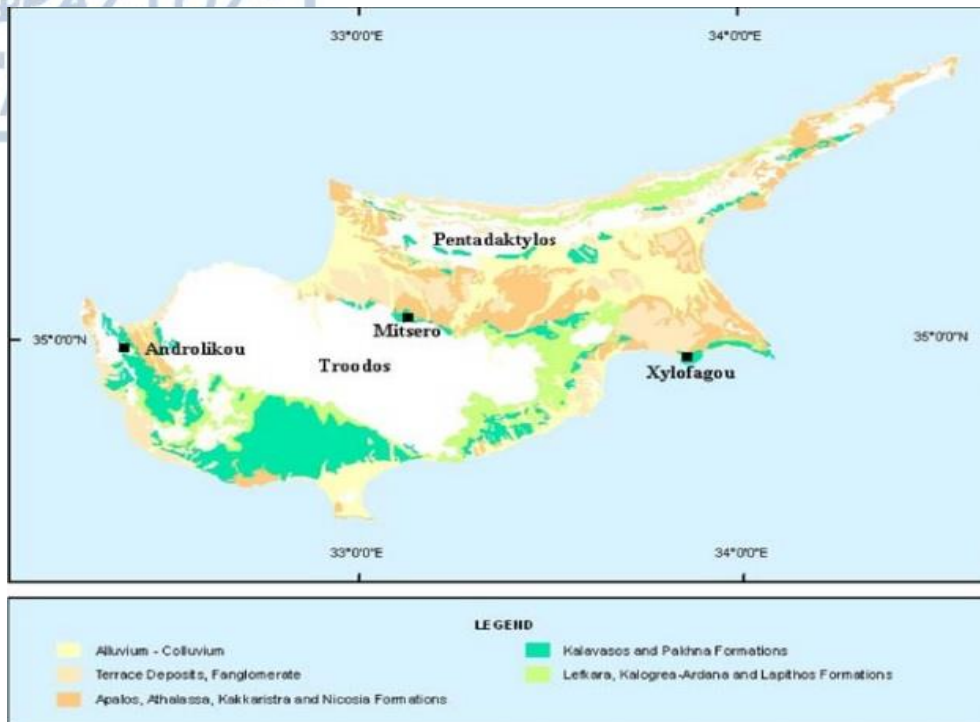 33°0'0"E 34°0'0"E
Pentadaktylos
Mitsero
35°0'0"N Androlikou 35°0'0"N
Troodos
Xylofagou
33°0'0"E 34°0'0"E
LEGEND
Alluvium - Colluvium
Terrace Deposits, Fanglomerate
Apalos, Athalassa, Kakkaristra and Nicosia Formations
Kalavasos and Pakhna Formations
Lefkara, Kalogrea-Ardana and Lapithos Formations